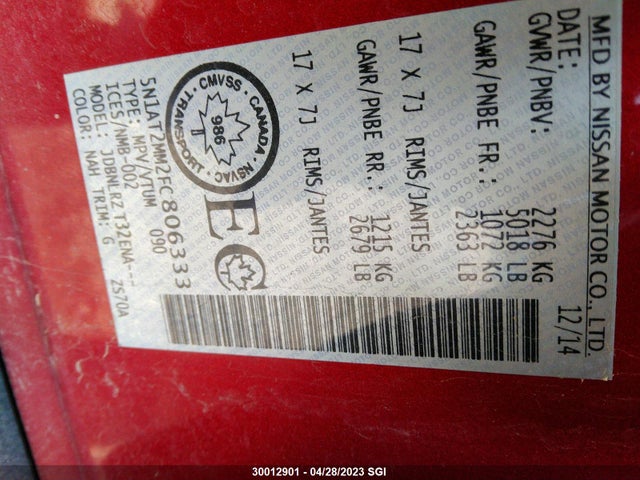 MFD BY NISSAN MOTOR CO., LTD.
DATE: 12/14
GVWR/PNBV: 2276 KG
5018 LB
GAWR/PNBE FR.: 1072 KG
2363 LB
17 X 7J RIMS/JANTES
GAWR/PNBE RR.: 1215 KG
2679 LB
17 X 7J RIMS/JANTES
CMVSS · CANADA · NSVAC · TRANSPORT
986
EC
5N1AT2MM2FC806333
TYPE: MPV/VTUM 090
ICES/NMB-002
MODEL: JDBNLRZ T32ENA--- ZS70A
COLOR: NAH TRIM: G
30012901 - 04/28/2023 SGI